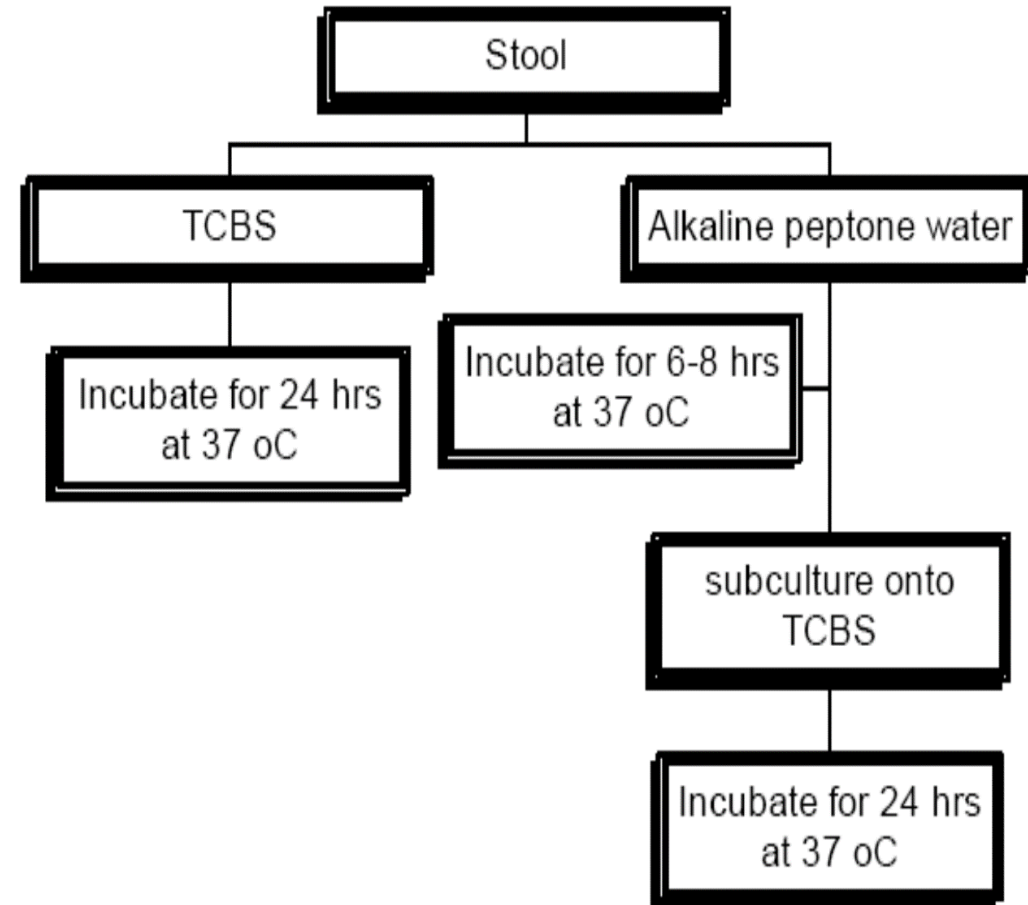 Stool
TCBS
Alkaline peptone water
Incubate for 24 hrs
at 37 oC
Incubate for 6-8 hrs
at 37 oC
subculture onto
TCBS
Incubate for 24 hrs
at 37 oC